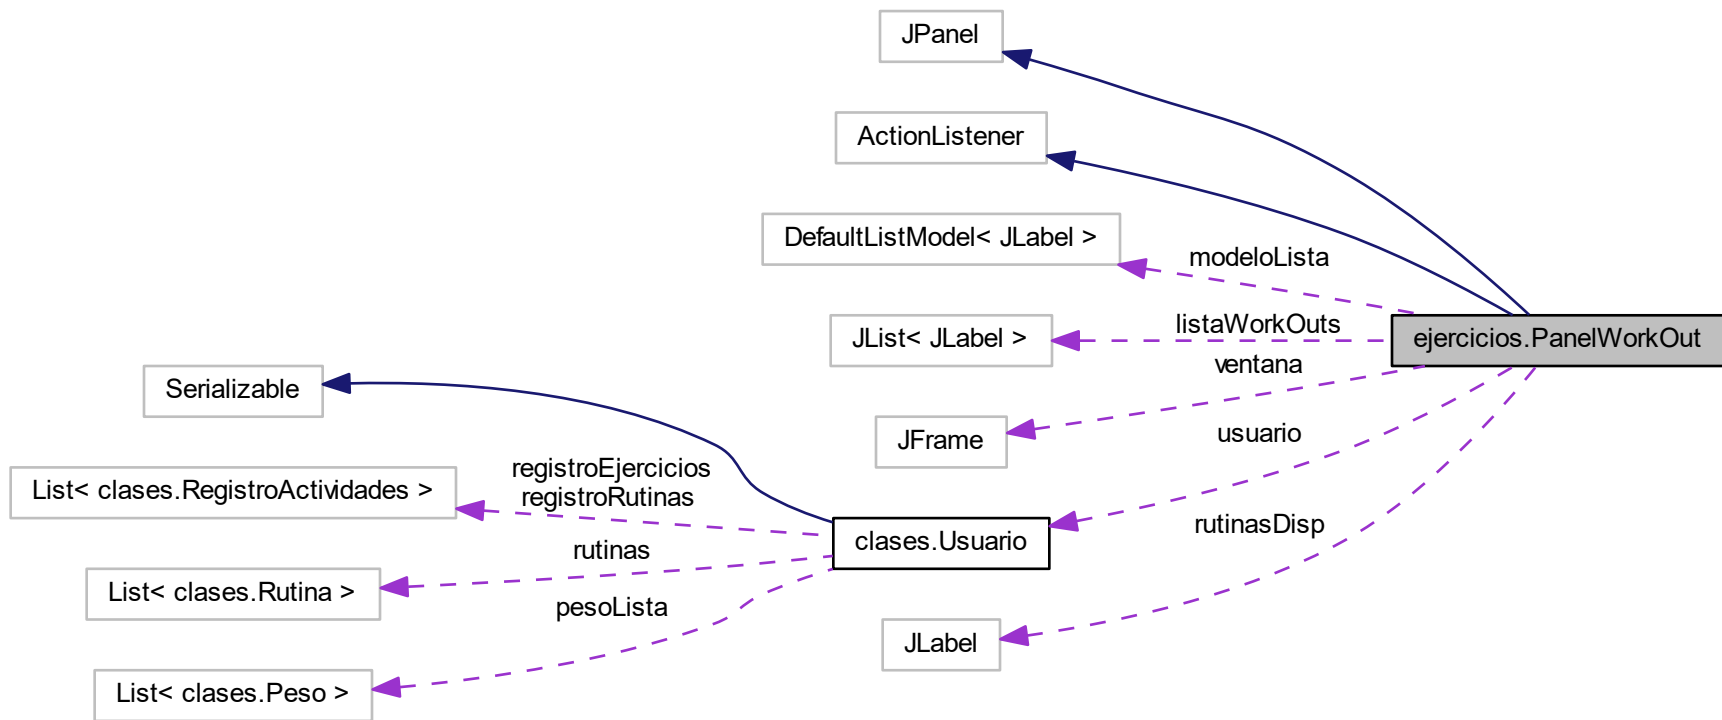 JPanel
ActionListener
DefaultListModel< JLabel >
modeloLista
JList< JLabel >
listaWorkOuts
ejercicios.PanelWorkOut
ventana
Serializable
JFrame
usuario
List< clases.RegistroActividades >
registroEjercicios
registroRutinas
rutinasDisp
clases.Usuario
rutinas
List< clases.Rutina >
pesoLista
JLabel
List< clases.Peso >